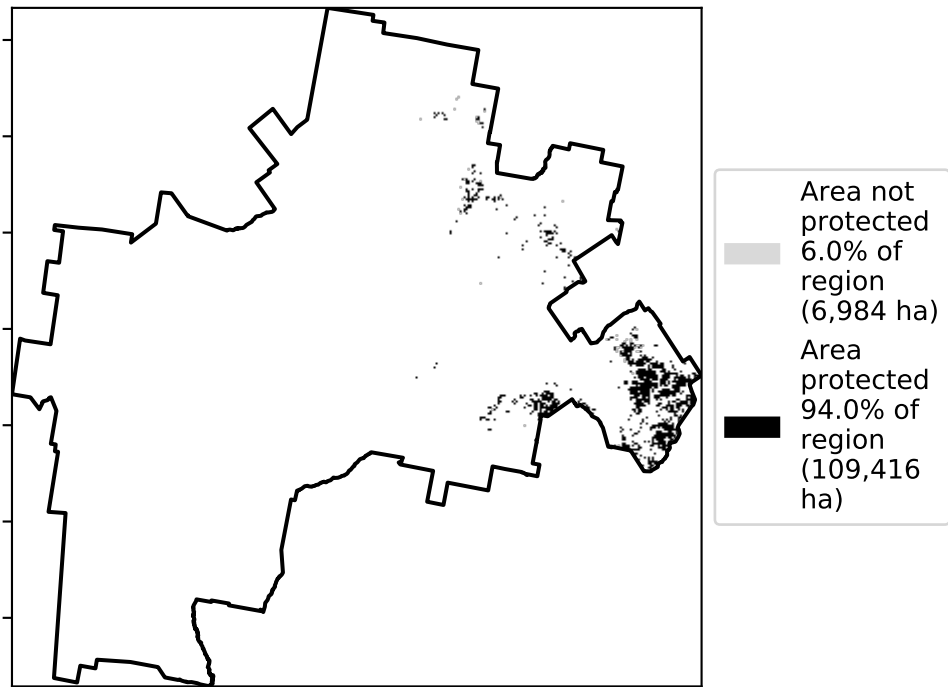 Area not
protected
6.0% of
region
(6,984 ha)
Area
protected
94.0% of
region
(109,416
ha)